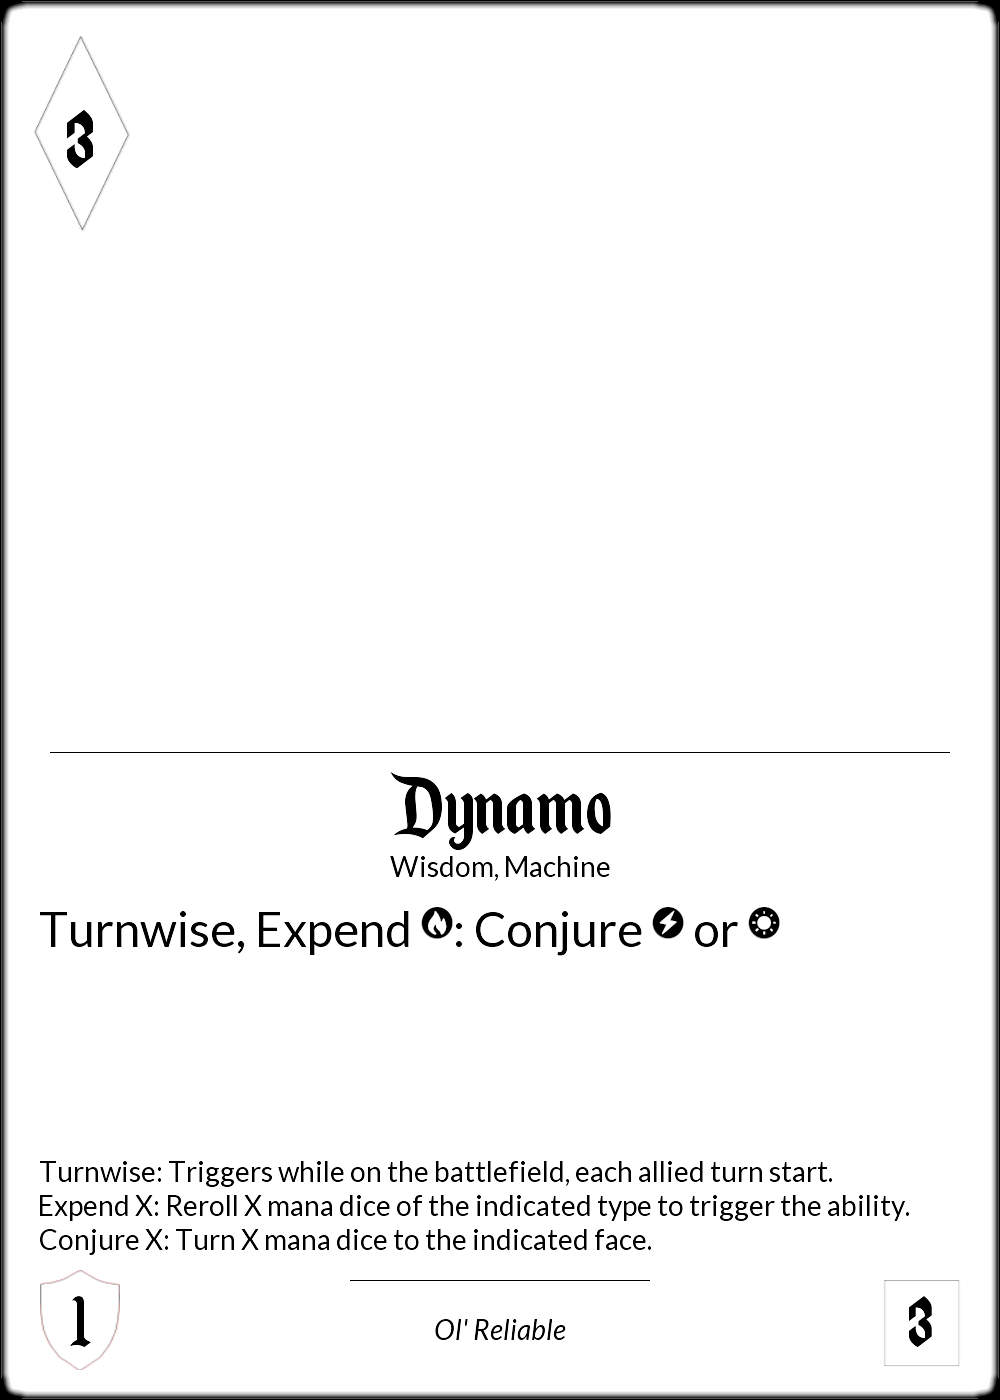 3
Dynamo
Wisdom, Machine
Turnwise, Expend : Conjure or
Turnwise: Triggers while on the battlefield, each allied turn start.
Expend X: Reroll X mana dice of the indicated type to trigger the ability.
Conjure X: Turn X mana dice to the indicated face.
1
Ol' Reliable
3